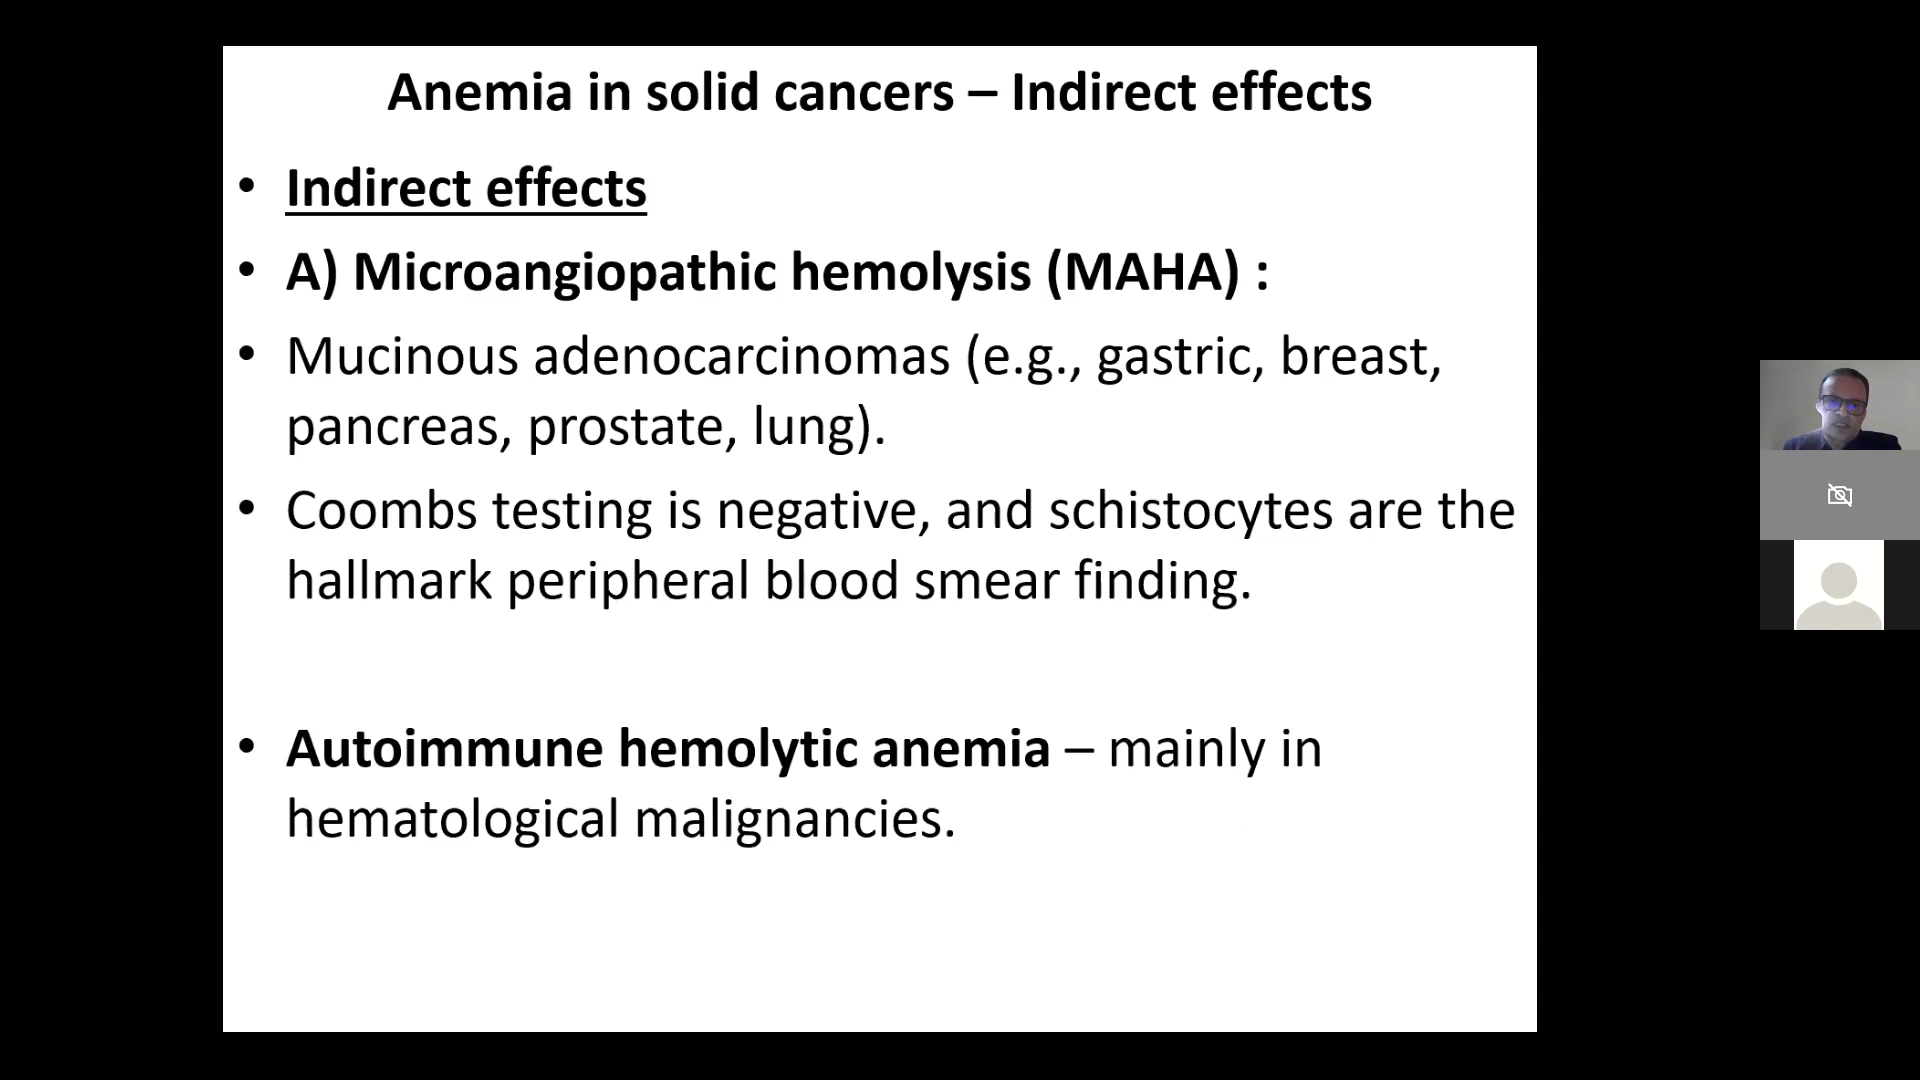 Anemia in solid cancers – Indirect effects
• Indirect effects
• A) Microangiopathic hemolysis (MAHA) :
• Mucinous adenocarcinomas (e.g., gastric, breast,
pancreas, prostate, lung).
• Coombs testing is negative, and schistocytes are the
hallmark peripheral blood smear finding.
• Autoimmune hemolytic anemia – mainly in
hematological malignancies.